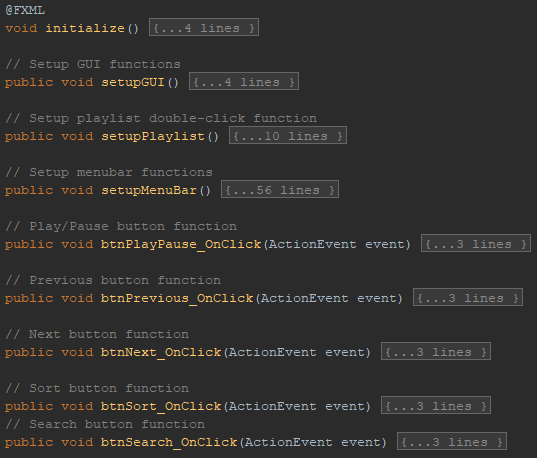 @FXML
void initialize() {...4 lines }
// Setup GUI functions
public void setupGUI() {...4 lines }
// Setup playlist double-click function
public void setupPlaylist() {...10 lines }
// Setup menubar functions
public void setupMenuBar() {...56 lines }
// Play/Pause button function
public void btnPlayPause_OnClick(ActionEvent event) {...3 lines }
// Previous button function
public void btnPrevious_OnClick(ActionEvent event) {...3 lines }
// Next button function
public void btnNext_OnClick(ActionEvent event) {...3 lines }
// Sort button function
public void btnSort_OnClick(ActionEvent event) {...3 lines }
// Search button function
public void btnSearch_OnClick(ActionEvent event) {...3 lines }